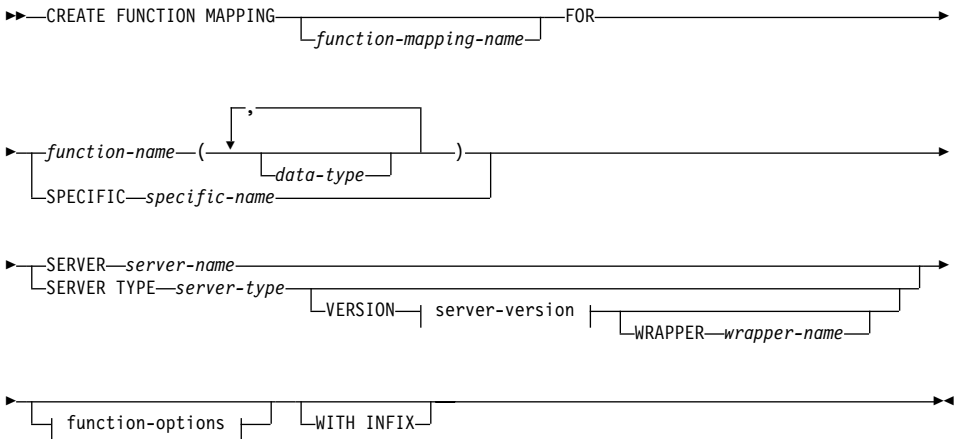 CREATE FUNCTION MAPPING FOR
function-mapping-name
,
function-name ( )
data-type
SPECIFIC specific-name
SERVER server-name
SERVER TYPE server-type
VERSION server-version
WRAPPER wrapper-name
function-options WITH INFIX